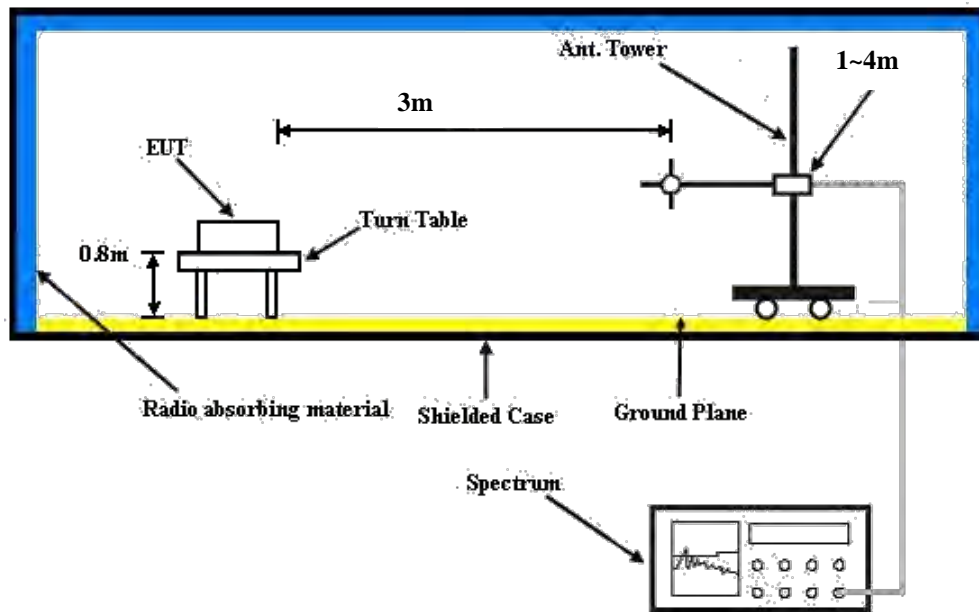 Ant. Tower
1~4m
3m
EUT
Turn Table
0.8m
Radio absorbing material
Shielded Case
Ground Plane
Spectrum